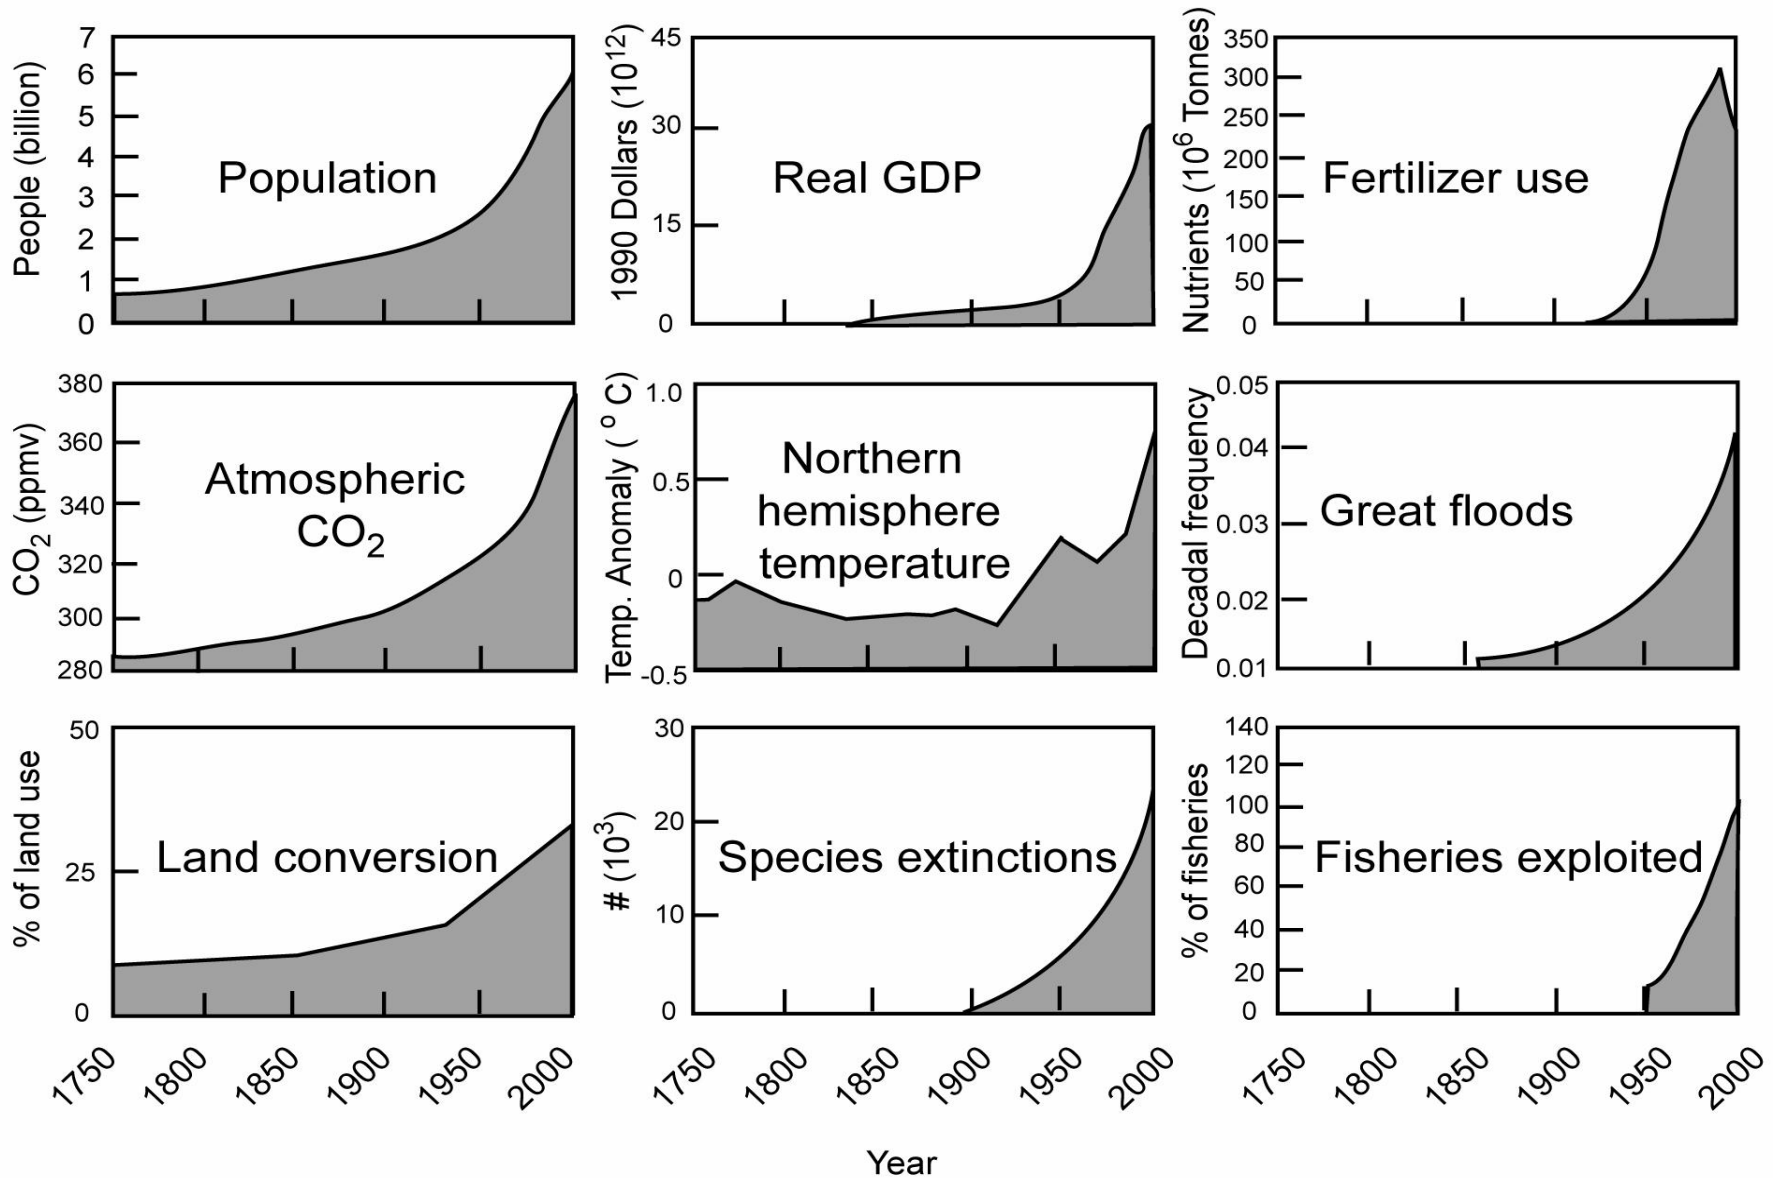 People (billion)
7
6
5
4
3
2
1
0
Population
1990 Dollars (10¹²)
45
30
15
0
Real GDP
Nutrients (10⁶ Tonnes)
350
300
250
200
150
100
50
0
Fertilizer use
CO₂ (ppmv)
380
360
340
320
300
280
Atmospheric
CO₂
Temp. Anomaly ( ° C)
1.0
0.5
0
-0.5
Northern
hemisphere
temperature
Decadal frequency
0.05
0.04
0.03
0.02
0.01
Great floods
% of land use
50
25
0
Land conversion
# (10³)
30
20
10
0
Species extinctions
% of fisheries
140
120
100
80
60
40
20
0
Fisheries exploited
1750 1800 1850 1900 1950 2000
1750 1800 1850 1900 1950 2000
1750 1800 1850 1900 1950 2000
Year